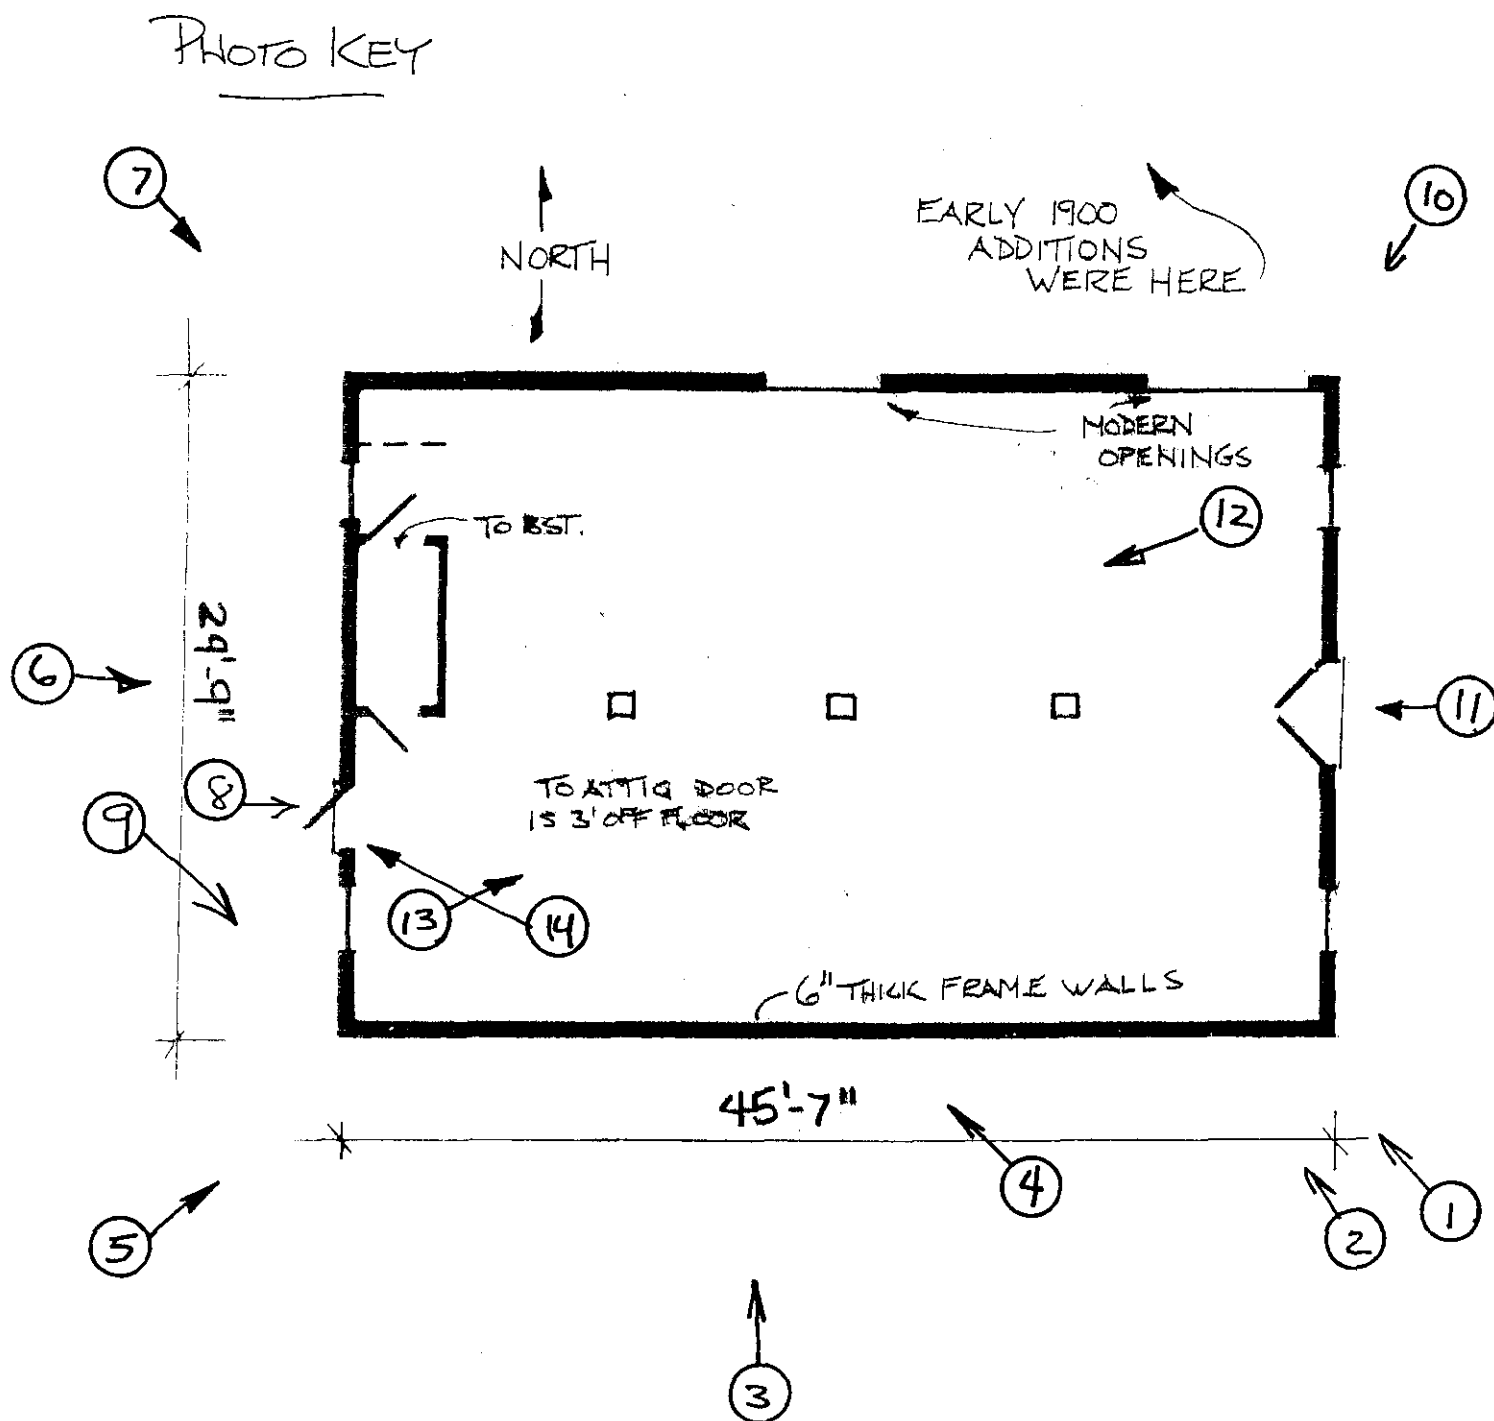 PHOTO KEY
7
10
NORTH
EARLY 1900
ADDITIONS
WERE HERE
MODERN
OPENINGS
TO BST.
12
29'-9"
6
11
8
9
TO ATTIC DOOR
IS 3' OFF FLOOR
13
14
6" THICK FRAME WALLS
45'-7"
4
1
2
5
3